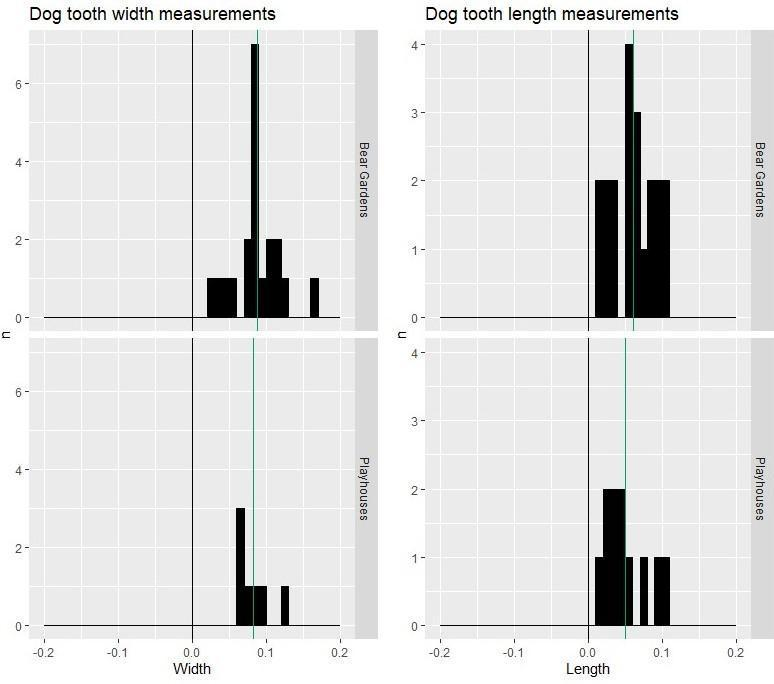 Dog tooth width measurements
6
4
2
0
Bear Gardens
n
6
4
2
0
Playhouses
-0.2 -0.1 0.0 0.1 0.2
Width
Dog tooth length measurements
4
3
2
1
0
Bear Gardens
n
4
3
2
1
0
Playhouses
-0.2 -0.1 0.0 0.1 0.2
Length